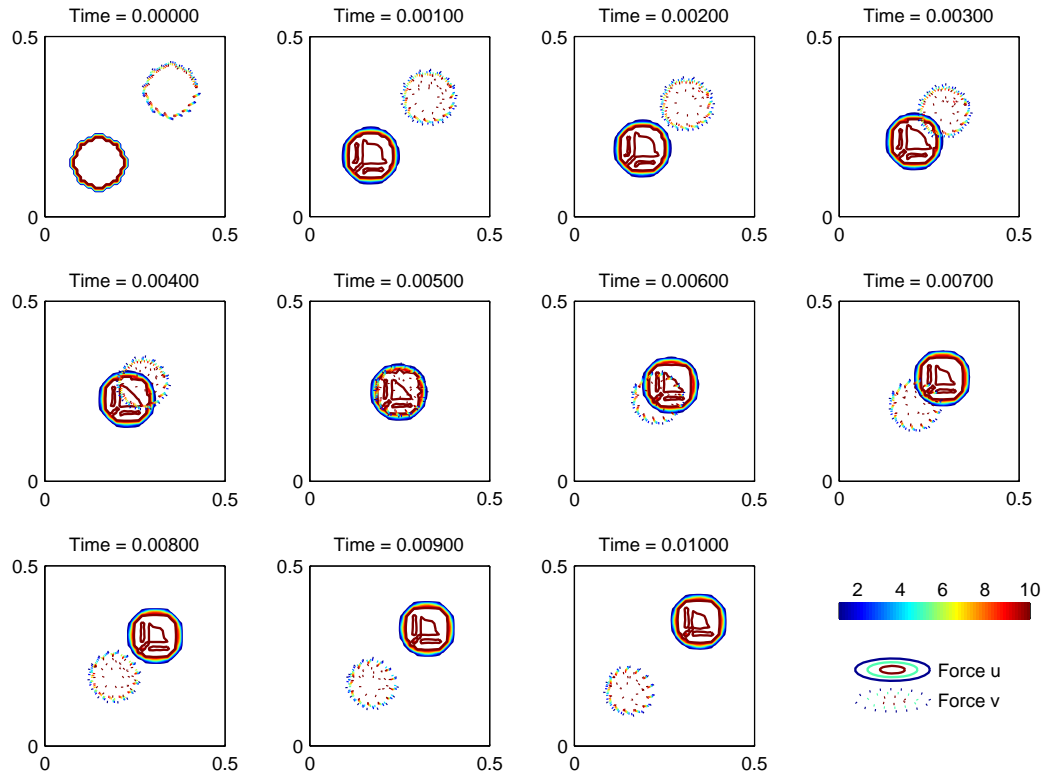 Time = 0.00000 Time = 0.00100 Time = 0.00200 Time = 0.00300
0.5 0.5 0.5 0.5
0 0 0 0
0 0.5 0 0.5 0 0.5 0 0.5
Time = 0.00400 Time = 0.00500 Time = 0.00600 Time = 0.00700
0.5 0.5 0.5 0.5
0 0 0 0
0 0.5 0 0.5 0 0.5 0 0.5
Time = 0.00800 Time = 0.00900 Time = 0.01000
0.5 0.5 0.5
2 4 6 8 10
Force u
Force v
0 0 0
0 0.5 0 0.5 0 0.5